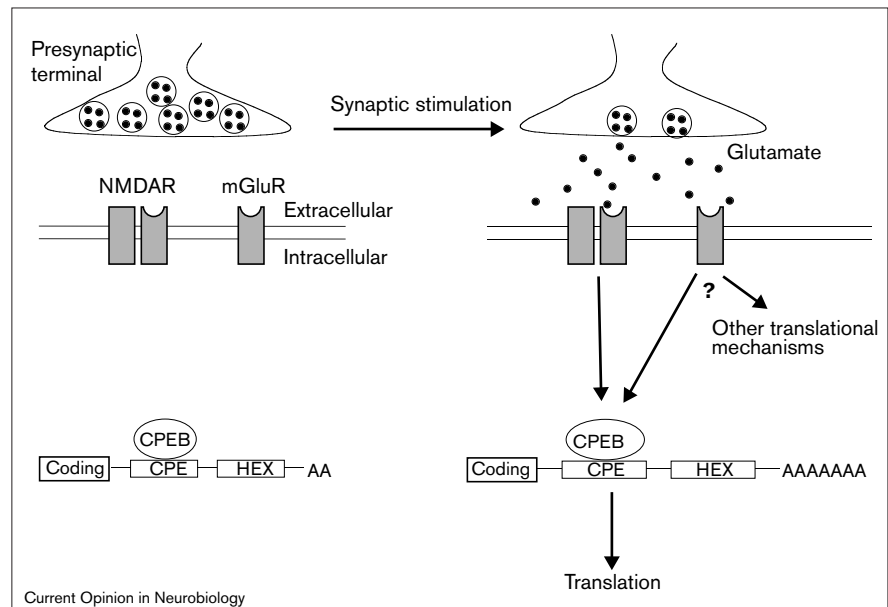 Presynaptic
terminal
Synaptic stimulation
Glutamate
NMDAR
mGluR
Extracellular
Intracellular
?
Other translational
mechanisms
CPEB
Coding
CPE
HEX
AA
CPEB
Coding
CPE
HEX
AAAAAAA
Translation
Current Opinion in Neurobiology